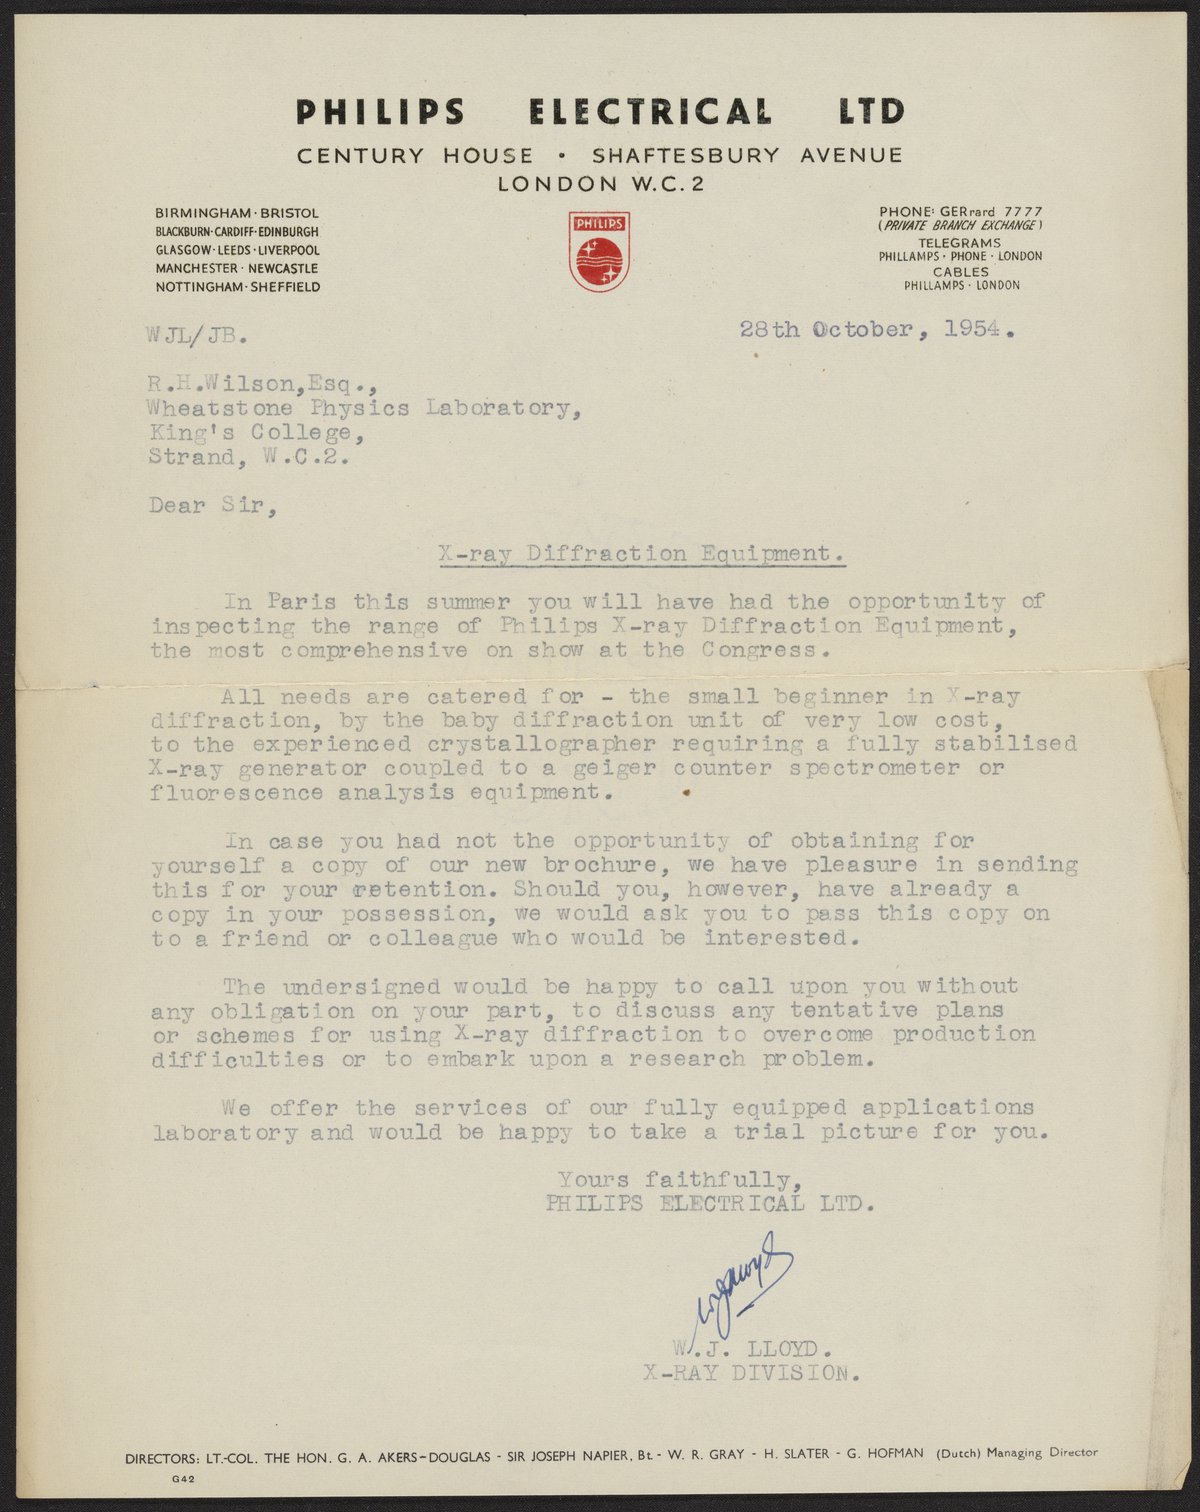 PHILIPS ELECTRICAL LTD
CENTURY HOUSE • SHAFTESBURY AVENUE
LONDON W.C.2
BIRMINGHAM · BRISTOL
BLACKBURN · CARDIFF · EDINBURGH
GLASGOW · LEEDS · LIVERPOOL
MANCHESTER · NEWCASTLE
NOTTINGHAM · SHEFFIELD
PHILIPS
PHONE: GERrard 7777
(PRIVATE BRANCH EXCHANGE)
TELEGRAMS
PHILLAMPS · PHONE · LONDON
CABLES
PHILLAMPS · LONDON
WJL/JB.
28th October, 1954.
R.H.Wilson,Esq.,
Wheatstone Physics Laboratory,
King's College,
Strand, W.C.2.
Dear Sir,
X-ray Diffraction Equipment.
In Paris this summer you will have had the opportunity of
inspecting the range of Philips X-ray Diffraction Equipment,
the most comprehensive on show at the Congress.
All needs are catered for - the small beginner in X-ray
diffraction, by the baby diffraction unit of very low cost,
to the experienced crystallographer requiring a fully stabilised
X-ray generator coupled to a geiger counter spectrometer or
fluorescence analysis equipment.
In case you had not the opportunity of obtaining for
yourself a copy of our new brochure, we have pleasure in sending
this for your retention. Should you, however, have already a
copy in your possession, we would ask you to pass this copy on
to a friend or colleague who would be interested.
The undersigned would be happy to call upon you without
any obligation on your part, to discuss any tentative plans
or schemes for using X-ray diffraction to overcome production
difficulties or to embark upon a research problem.
We offer the services of our fully equipped applications
laboratory and would be happy to take a trial picture for you.
Yours faithfully,
PHILIPS ELECTRICAL LTD.
WJLloyd
W.J. LLOYD.
X-RAY DIVISION.
DIRECTORS: LT.-COL. THE HON. G. A. AKERS-DOUGLAS - SIR JOSEPH NAPIER, Bt. - W. R. GRAY - H. SLATER - G. HOFMAN (Dutch) Managing Director
G42